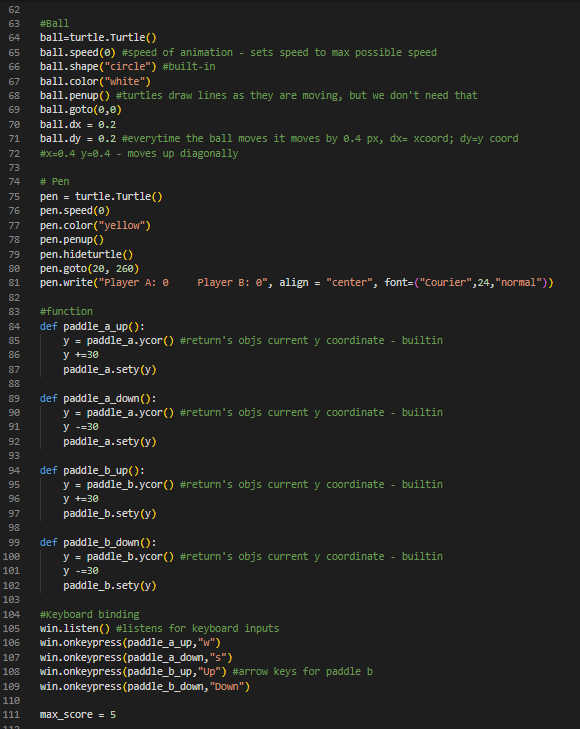 62
63 #Ball
64 ball=turtle.Turtle()
65 ball.speed(0) #speed of animation - sets speed to max possible speed
66 ball.shape("circle") #built-in
67 ball.color("white")
68 ball.penup() #turtles draw lines as they are moving, but we don't need that
69 ball.goto(0,0)
70 ball.dx = 0.2
71 ball.dy = 0.2 #everytime the ball moves it moves by 0.4 px, dx= xcoord; dy=y coord
72 #x=0.4 y=0.4 - moves up diagonally
73
74 # Pen
75 pen = turtle.Turtle()
76 pen.speed(0)
77 pen.color("yellow")
78 pen.penup()
79 pen.hideturtle()
80 pen.goto(20, 260)
81 pen.write("Player A: 0     Player B: 0", align = "center", font=("Courier",24,"normal"))
82
83 #function
84 def paddle_a_up():
85     y = paddle_a.ycor() #return's objs current y coordinate - builtin
86     y +=30
87     paddle_a.sety(y)
88
89 def paddle_a_down():
90     y = paddle_a.ycor() #return's objs current y coordinate - builtin
91     y -=30
92     paddle_a.sety(y)
93
94 def paddle_b_up():
95     y = paddle_b.ycor() #return's objs current y coordinate - builtin
96     y +=30
97     paddle_b.sety(y)
98
99 def paddle_b_down():
100     y = paddle_b.ycor() #return's objs current y coordinate - builtin
101     y -=30
102     paddle_b.sety(y)
103
104 #Keyboard binding
105 win.listen() #listens for keyboard inputs
106 win.onkeypress(paddle_a_up,"w")
107 win.onkeypress(paddle_a_down,"s")
108 win.onkeypress(paddle_b_up,"Up") #arrow keys for paddle b
109 win.onkeypress(paddle_b_down,"Down")
110
111 max_score = 5